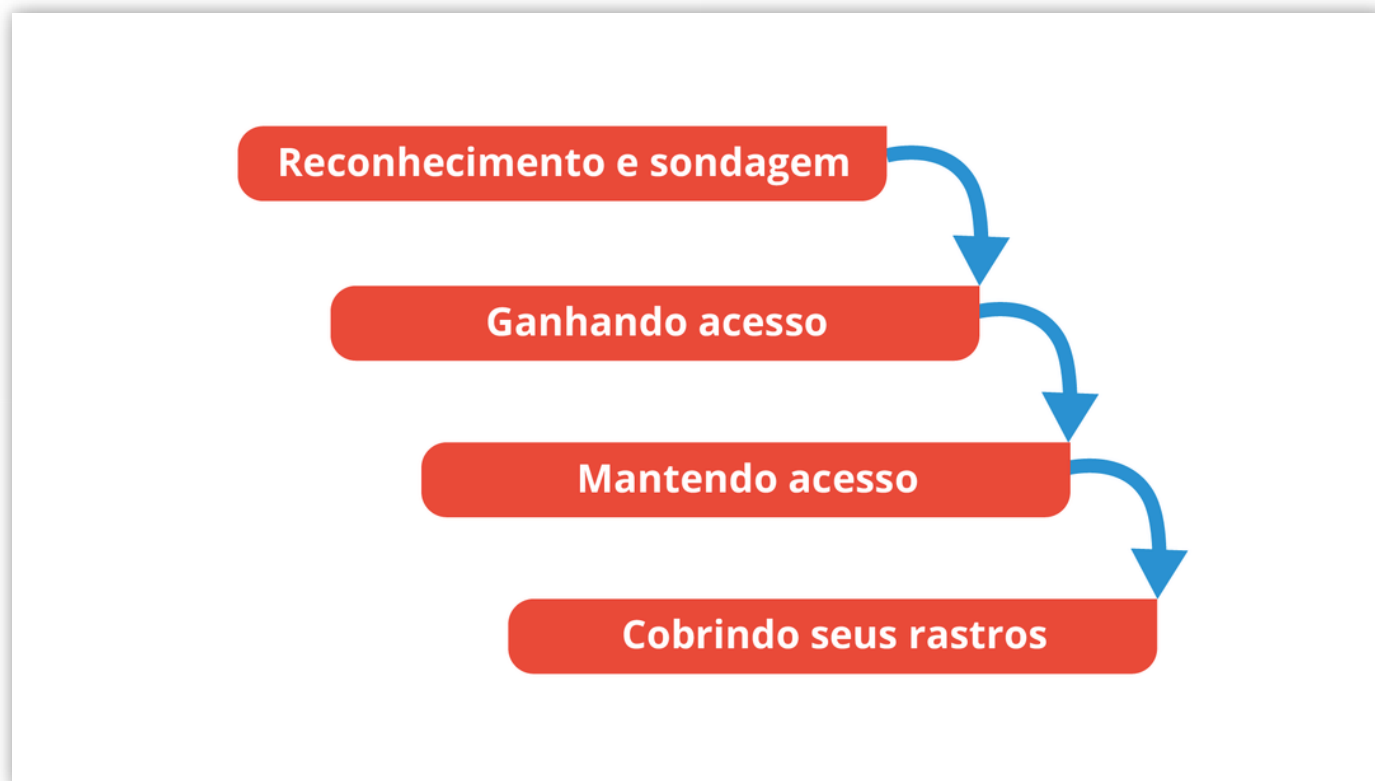 Reconhecimento e sondagem
Ganhando acesso
Mantendo acesso
Cobrindo seus rastros